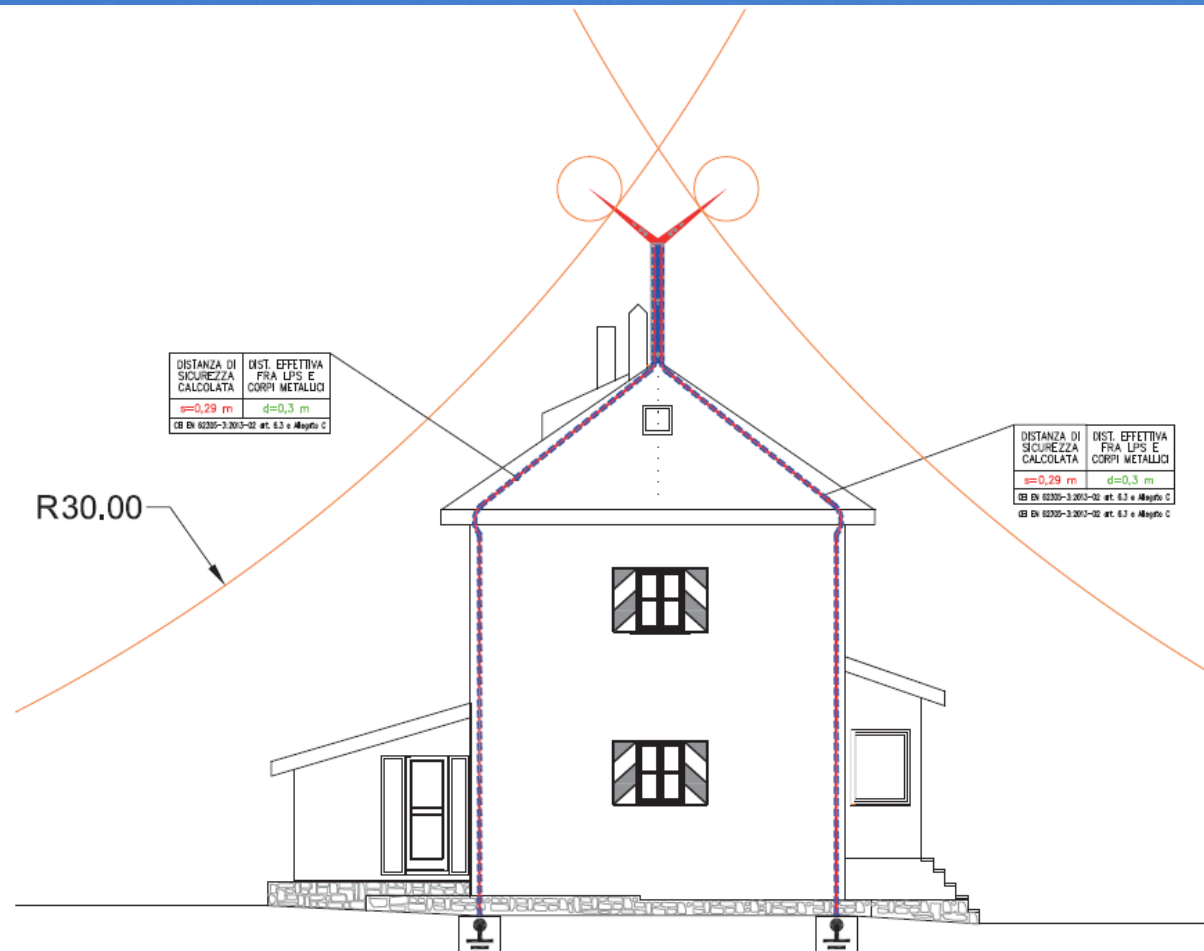 DISTANZA DI
SICUREZZA
CALCOLATA
DIST. EFFETTIVA
FRA LPS E
CORPI METALLICI
s=0,29 m
d=0,3 m
CEI EN 62305-3:2013-02 art. 6.3 e Allegato C
R30.00
DISTANZA DI
SICUREZZA
CALCOLATA
DIST. EFFETTIVA
FRA LPS E
CORPI METALLICI
s=0,29 m
d=0,3 m
CEI EN 62305-3:2013-02 art. 6.3 e Allegato C
CEI EN 62305-3:2013-02 art. 6.3 e Allegato C